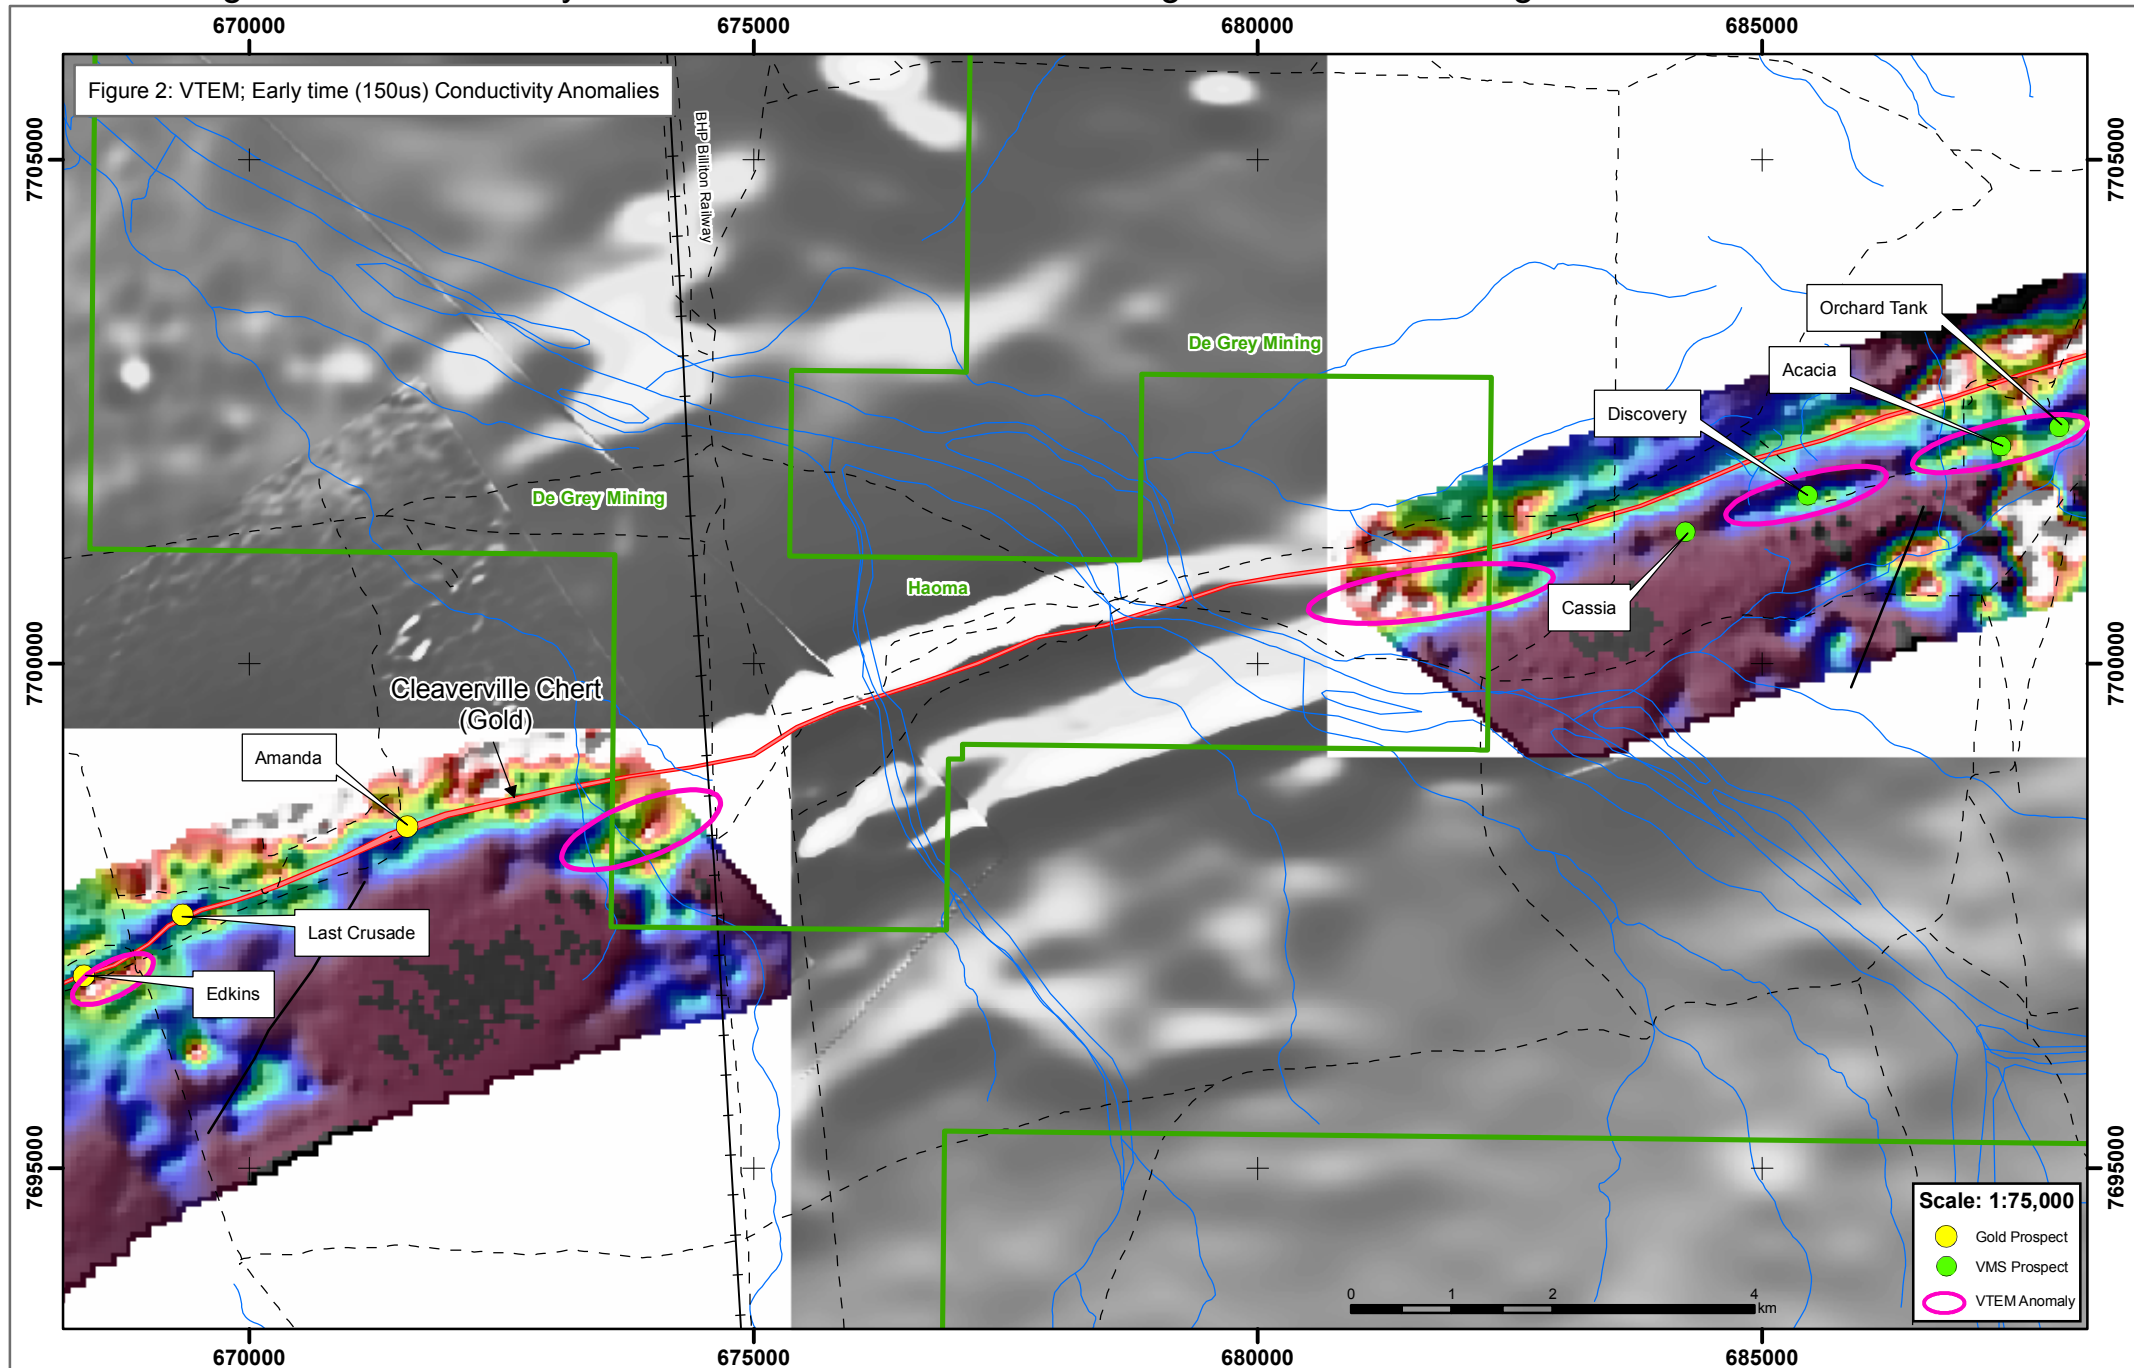 670000
675000
680000
685000
Figure 2: VTEM; Early time (150us) Conductivity Anomalies
BHP Billiton Railway
7705000
7705000
Orchard Tank
De Grey Mining
Acacia
Discovery
De Grey Mining
Haoma
Cassia
7700000
7700000
Cleaverville Chert
(Gold)
Amanda
Last Crusade
Edkins
7695000
7695000
Scale: 1:75,000
Gold Prospect
VMS Prospect
VTEM Anomaly
0 1 2 4
km
670000
675000
680000
685000